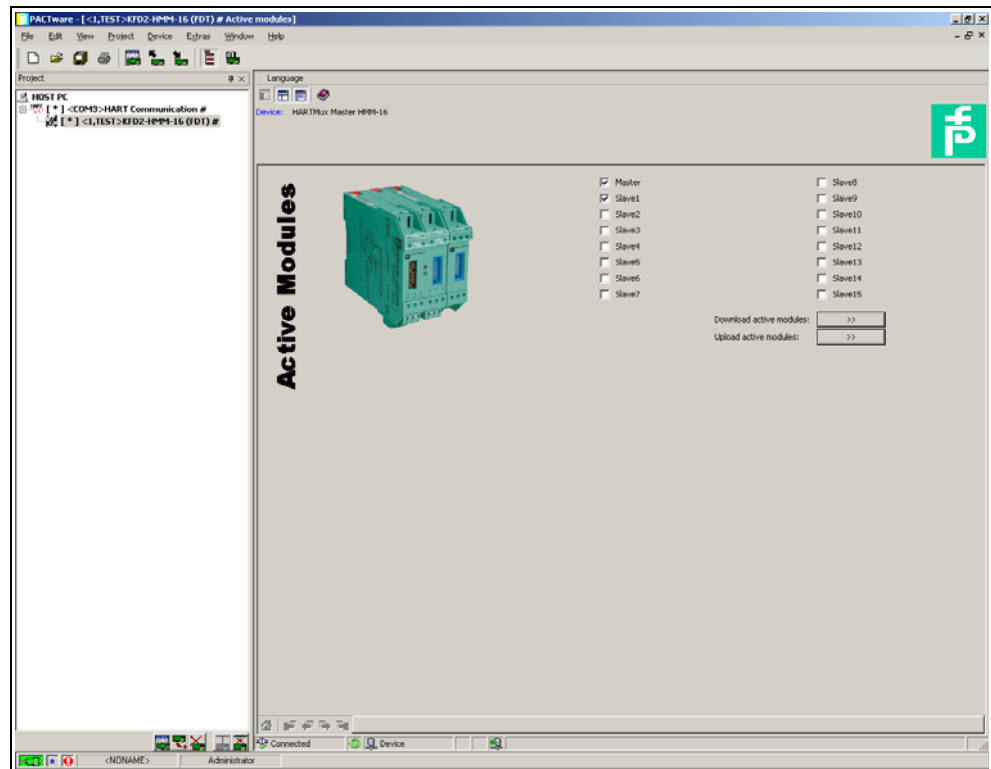 PACTware - [<1,TEST>KFD2-HMM-16 (FDT) # Active modules]
File Edit View Project Device Extras Window Help
Project
HOST PC
[ * ] <COM3>HART Communication #
[ * ] <1,TEST>KFD2-HMM-16 (FDT) #
Language
Device: HARTMux Master HMM-16
Active Modules
Master
Slave1
Slave2
Slave3
Slave4
Slave5
Slave6
Slave7
Slave8
Slave9
Slave10
Slave11
Slave12
Slave13
Slave14
Slave15
Download active modules: >>
Upload active modules: >>
Connected Device
<NONAME> Administrator